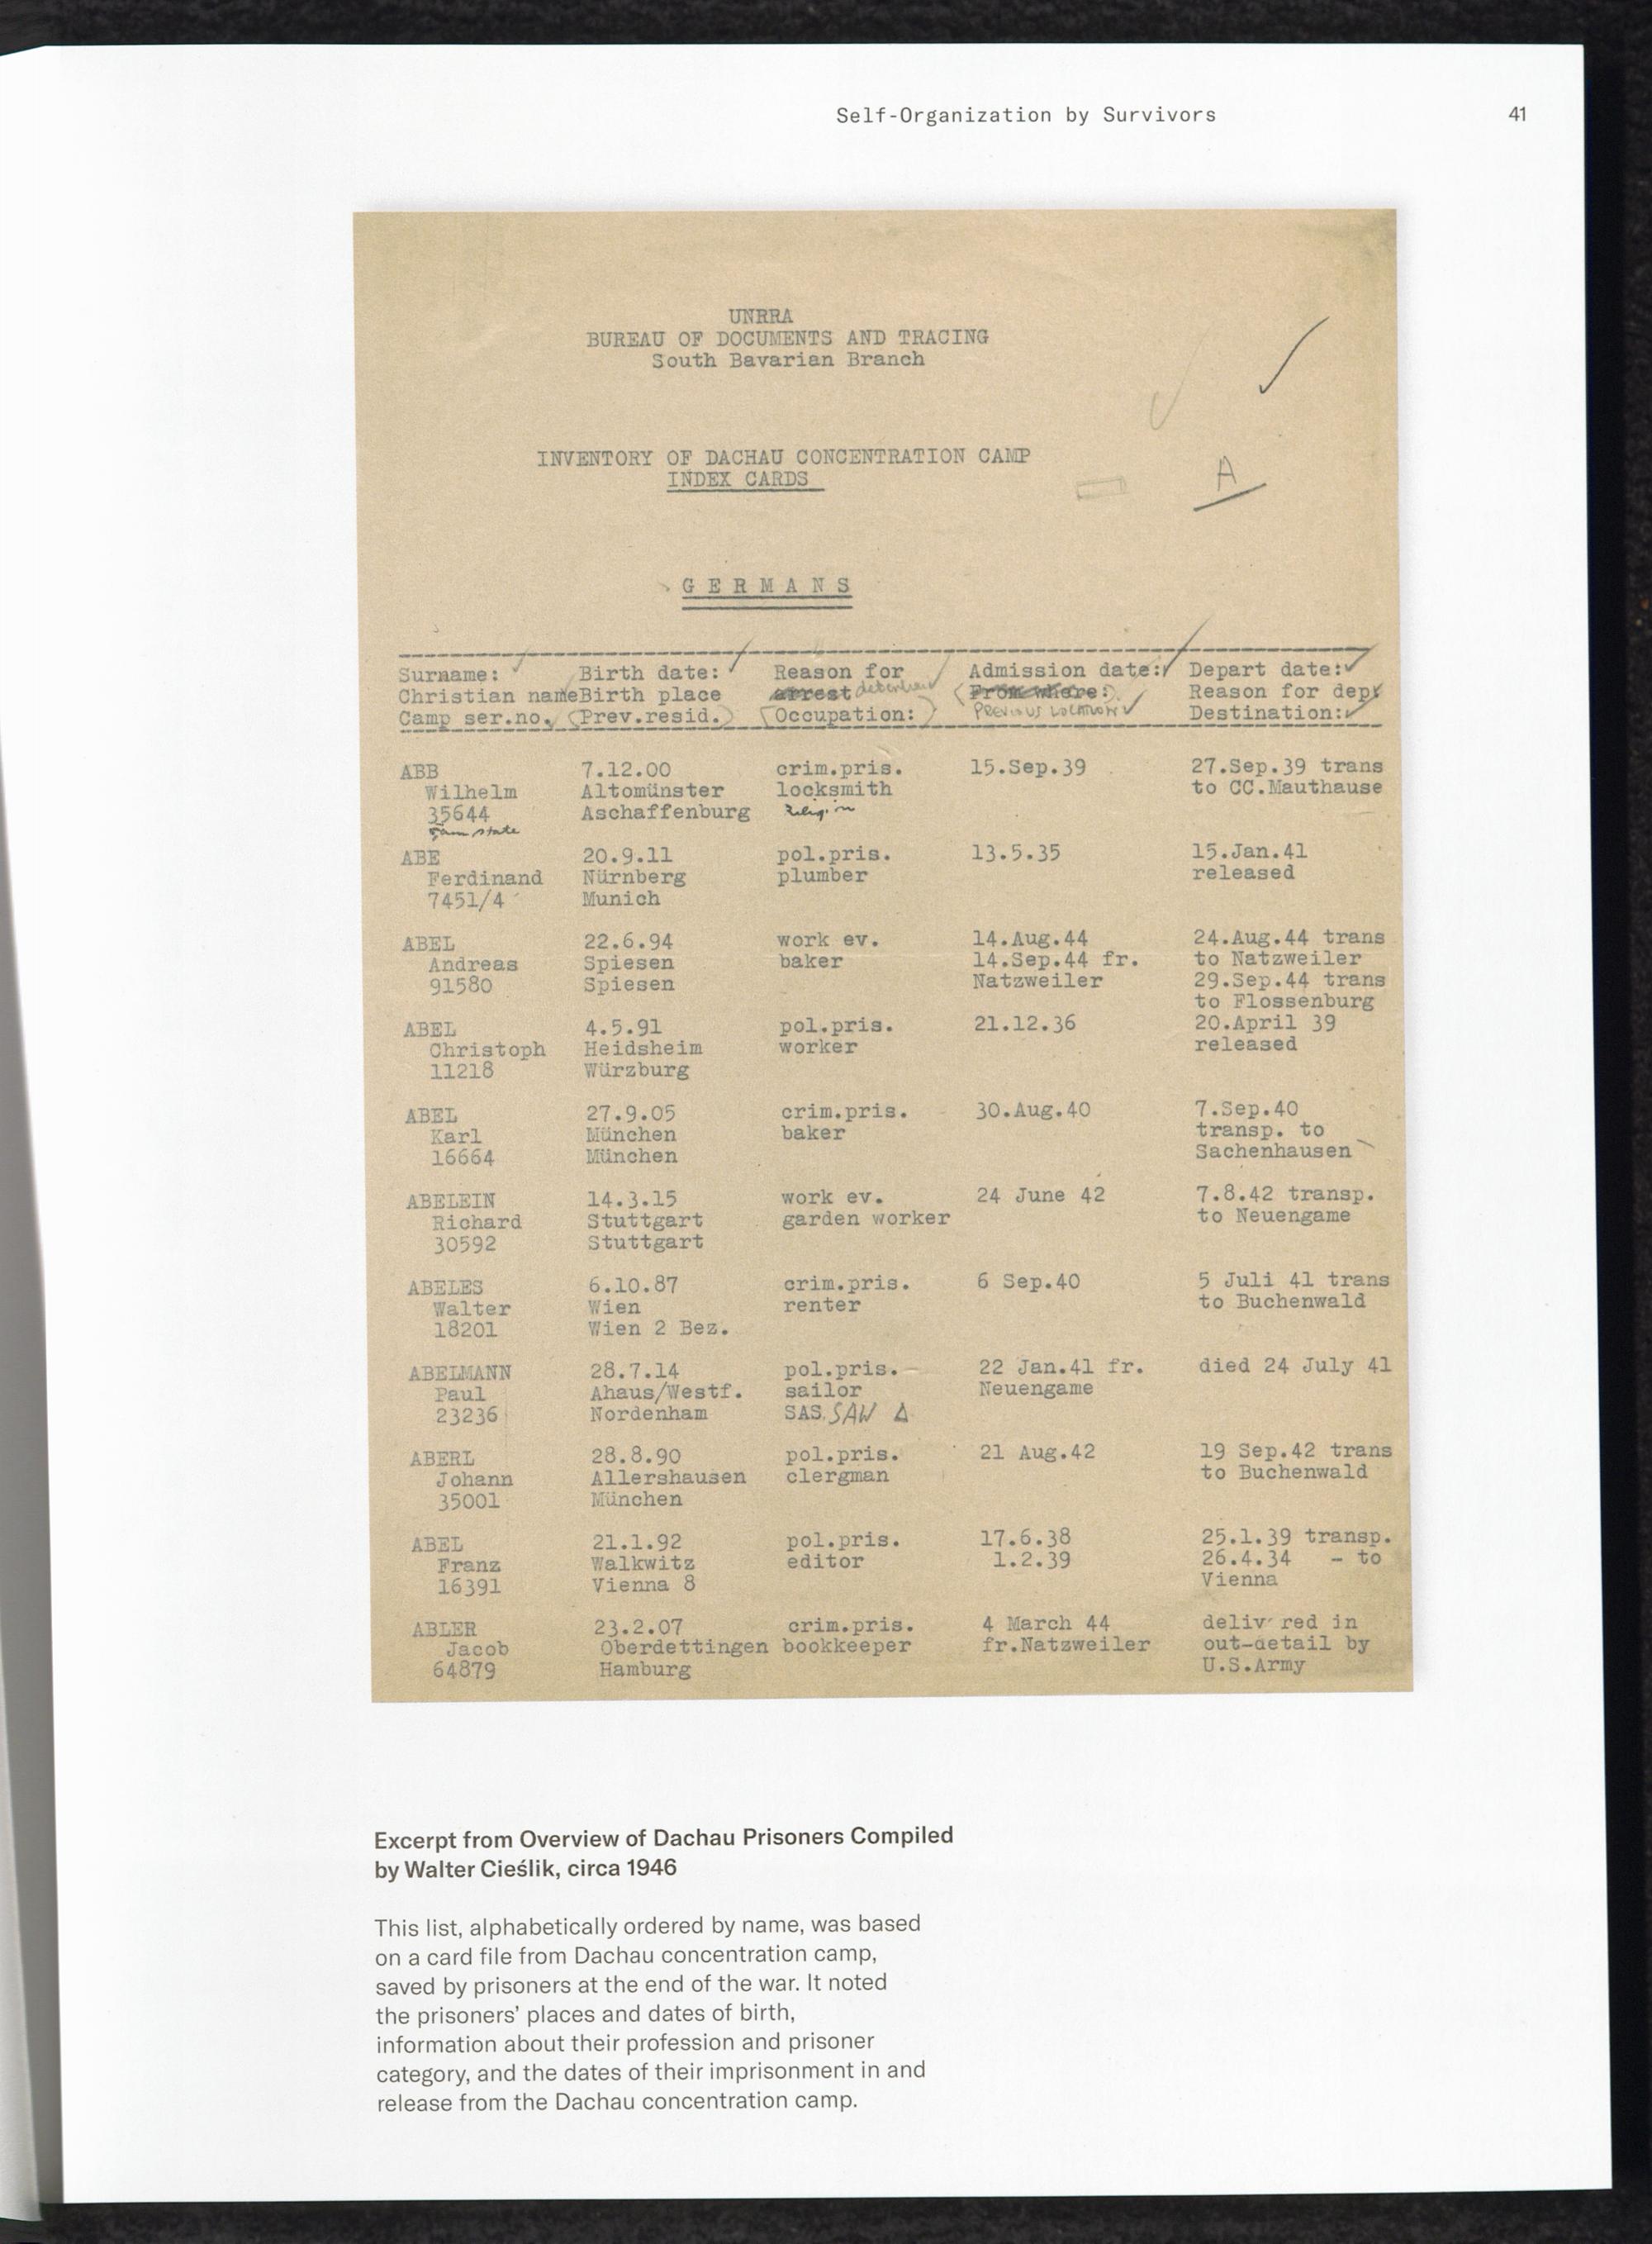 Self-Organization by Survivors 41
UNRRA
BUREAU OF DOCUMENTS AND TRACING
South Bavarian Branch
INVENTORY OF DACHAU CONCENTRATION CAMP
INDEX CARDS
A
GERMANS
Surname: Birth date: Reason for Admission date: Depart date:
Christian name Birth place arrest From where: Reason for dep
Camp ser.no. (Prev.resid.) (Occupation:) PREVIOUS LOCATION Destination:
ABB 7.12.00 crim.pris. 15.Sep.39 27.Sep.39 trans
Wilhelm Altomünster locksmith to CC.Mauthause
35644 Aschaffenburg Religion
Fam state
ABE 20.9.11 pol.pris. 13.5.35 15.Jan.41
Ferdinand Nürnberg plumber released
7451/4 Munich
ABEL 22.6.94 work ev. 14.Aug.44 24.Aug.44 trans
Andreas Spiesen baker 14.Sep.44 fr. to Natzweiler
91580 Spiesen Natzweiler 29.Sep.44 trans
to Flossenburg
ABEL 4.5.91 pol.pris. 21.12.36 20.April 39
Christoph Heidsheim worker released
11218 Würzburg
ABEL 27.9.05 crim.pris. 30.Aug.40 7.Sep.40
Karl München baker transp. to
16664 München Sachenhausen
ABELEIN 14.3.15 work ev. 24 June 42 7.8.42 transp.
Richard Stuttgart garden worker to Neuengame
30592 Stuttgart
ABELES 6.10.87 crim.pris. 6 Sep.40 5 Juli 41 trans
Walter Wien renter to Buchenwald
18201 Wien 2 Bez.
ABELMANN 28.7.14 pol.pris. 22 Jan.41 fr. died 24 July 41
Paul Ahaus/Westf. sailor Neuengame
23236 Nordenham SAS. SAW Δ
ABERL 28.8.90 pol.pris. 21 Aug.42 19 Sep.42 trans
Johann Allershausen clergman to Buchenwald
35001 München
ABEL 21.1.92 pol.pris. 17.6.38 25.1.39 transp.
Franz Walkwitz editor 1.2.39 26.4.34 - to
16391 Vienna 8 Vienna
ABLER 23.2.07 crim.pris. 4 March 44 deliv red in
Jacob Oberdettingen bookkeeper fr.Natzweiler out-detail by
64879 Hamburg U.S.Army
Excerpt from Overview of Dachau Prisoners Compiled
by Walter Cieślik, circa 1946
This list, alphabetically ordered by name, was based
on a card file from Dachau concentration camp,
saved by prisoners at the end of the war. It noted
the prisoners' places and dates of birth,
information about their profession and prisoner
category, and the dates of their imprisonment in and
release from the Dachau concentration camp.